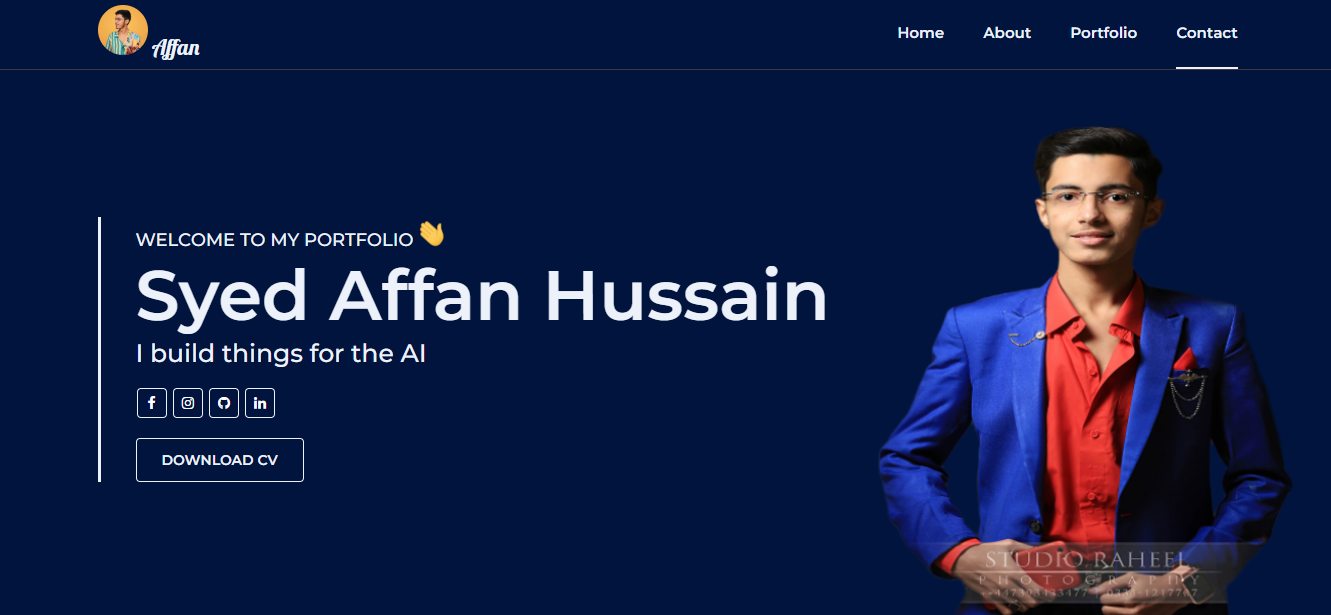 Affan
Home About Portfolio Contact
WELCOME TO MY PORTFOLIO 👋
Syed Affan Hussain
I build things for the AI
DOWNLOAD CV
STUDIO RAHEEL
PHOTOGRAPHY